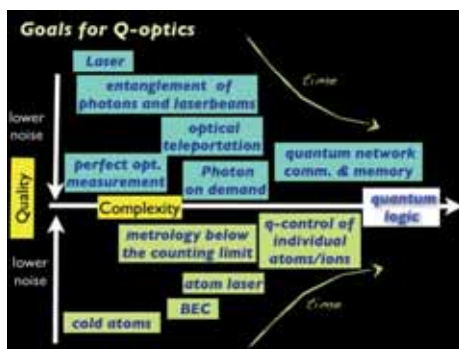 Goals for Q-optics
Laser
time
entanglement of
photons and laserbeams
lower
noise
optical
teleportation
perfect opt.
measurement
Photon
on demand
quantum network
comm. & memory
Quality
Complexity
quantum
logic
metrology below
the counting limit
q-control of
individual
atoms/ions
lower
noise
atom laser
time
BEC
cold atoms